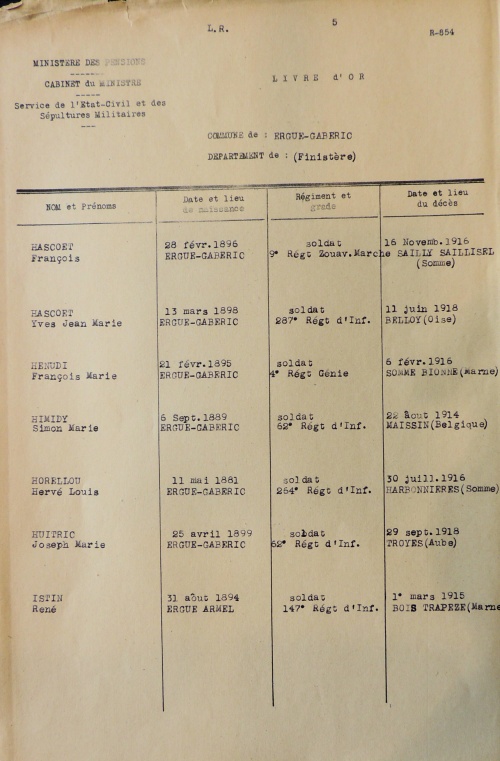 L.R.
5
R-854
MINISTERE DES PENSIONS
CABINET du MINISTRE
Service de l'Etat-Civil et des
Sépultures Militaires
LIVRE d'OR
COMMUNE de : ERGUE-GABERIC
DEPARTEMENT de : (Finistère)
NOM et Prénoms
Date et lieu
de naissance
Régiment et
grade
Date et lieu
du décès
HASCOET
François
28 févr.1896
ERGUE-GABERIC
soldat
9° Régt Zouav.Marche
16 Novemb.1916
SAILLY SAILLISEL
(Somme)
HASCOET
Yves Jean Marie
13 mars 1898
ERGUE-GABERIC
soldat
287° Régt d'Inf.
11 juin 1918
BELLOY(Oise)
HENUDI
François Marie
21 févr.1895
ERGUE-GABERIC
soldat
4° Régt Génie
6 févr.1916
SOMME BIONNE(Marne)
HIMIDY
Simon Marie
6 Sept.1889
ERGUE-GABERIC
soldat
62° Régt d'Inf.
22 août 1914
MAISSIN(Belgique)
HORELLOU
Hervé Louis
11 mai 1881
ERGUE-GABERIC
soldat
264° Régt d'Inf.
30 juill.1916
HARBONNIERES(Somme)
HUITRIC
Joseph Marie
25 avril 1899
ERGUE-GABERIC
soldat
62° Régt d'Inf.
29 sept.1918
TROYES(Aube)
ISTIN
René
31 août 1894
ERGUE ARMEL
soldat
147° Régt d'Inf.
1° mars 1915
BOIS TRAPEZE(Marne